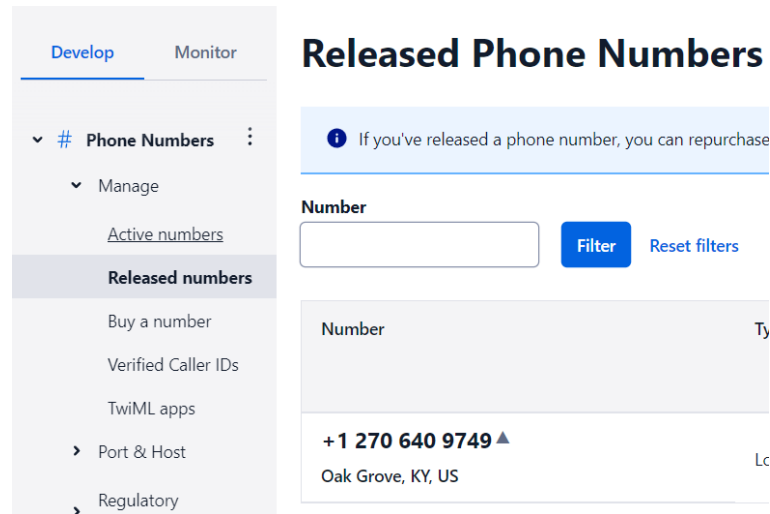 Develop Monitor
# Phone Numbers
Manage
Active numbers
Released numbers
Buy a number
Verified Caller IDs
TwiML apps
Port & Host
Regulatory
Released Phone Numbers
If you've released a phone number, you can repurchase
Number
Filter Reset filters
Number
+1 270 640 9749
Oak Grove, KY, US